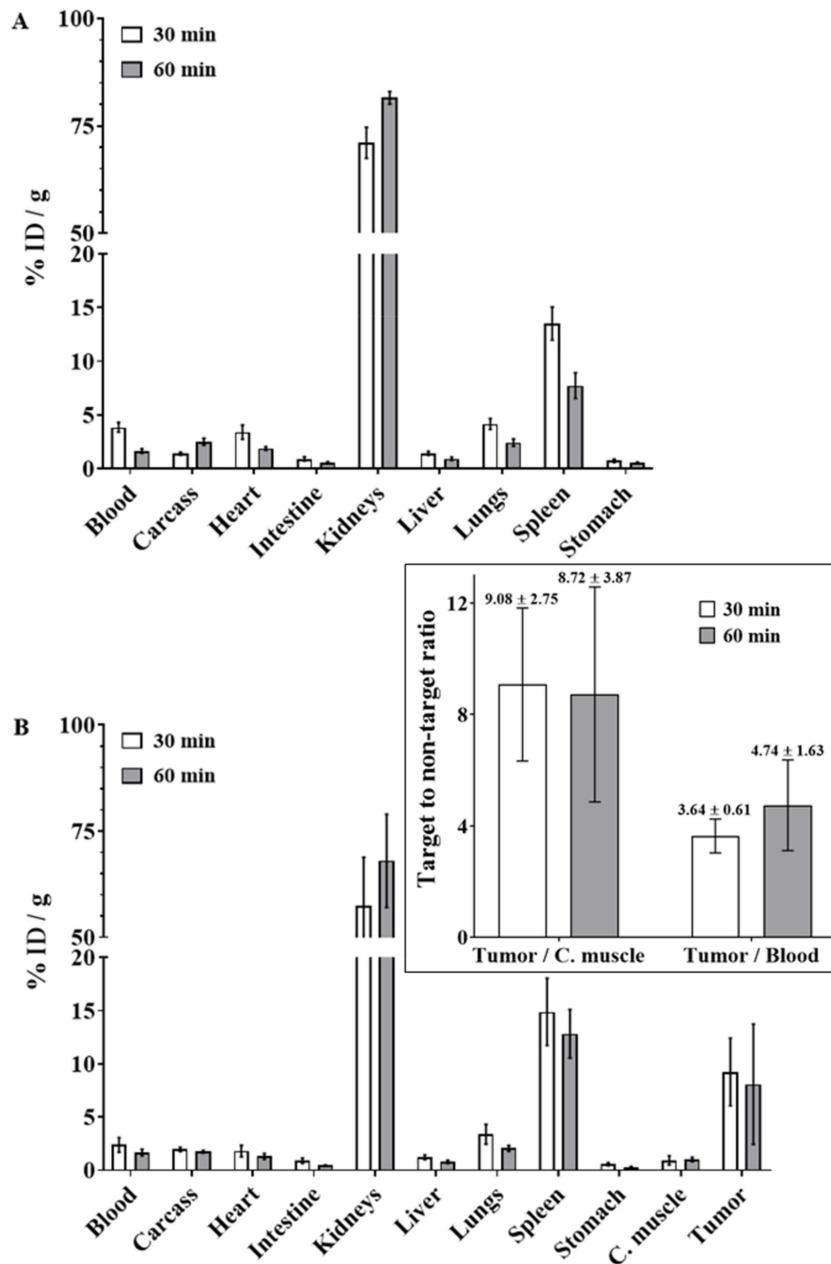 A
100
75
50
20
15
10
5
0
% ID / g
30 min
60 min
Blood
Carcass
Heart
Intestine
Kidneys
Liver
Lungs
Spleen
Stomach
12
8
4
0
Target to non-target ratio
9.08 ± 2.75
8.72 ± 3.87
30 min
60 min
3.64 ± 0.61
4.74 ± 1.63
Tumor / C. muscle
Tumor / Blood
B
100
75
50
20
15
10
5
0
% ID / g
30 min
60 min
Blood
Carcass
Heart
Intestine
Kidneys
Liver
Lungs
Spleen
Stomach
C. muscle
Tumor